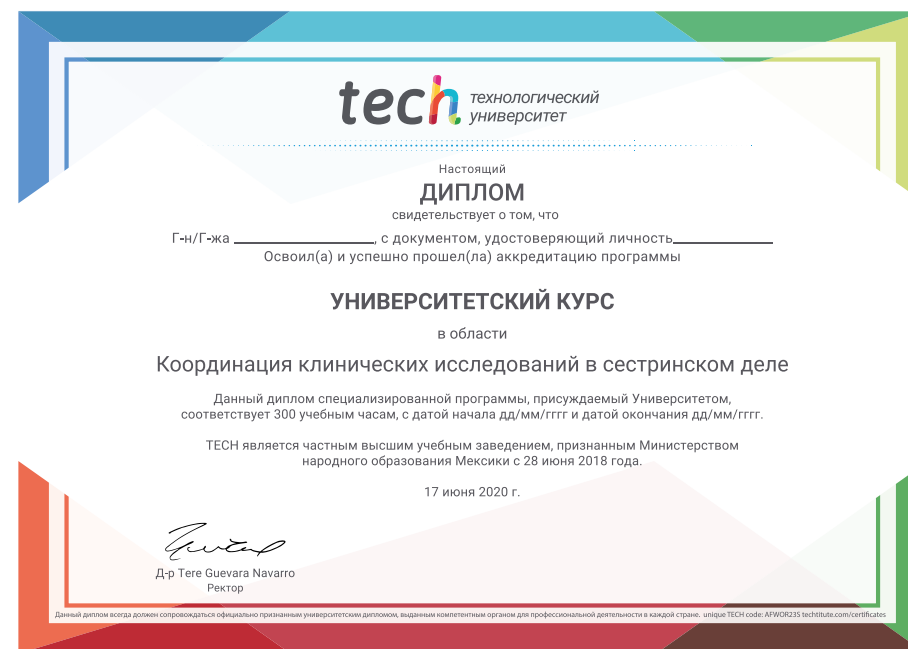 tech технологический
университет
Настоящий
ДИПЛОМ
свидетельствует о том, что
Г-н/Г-жа ____________, с документом, удостоверяющий личность____________
Освоил(а) и успешно прошел(ла) аккредитацию программы
УНИВЕРСИТЕТСКИЙ КУРС
в области
Координация клинических исследований в сестринском деле
Данный диплом специализированной программы, присуждаемый Университетом,
соответствует 300 учебным часам, с датой начала дд/мм/гггг и датой окончания дд/мм/гггг.
TECH является частным высшим учебным заведением, признанным Министерством
народного образования Мексики с 28 июня 2018 года.
17 июня 2020 г.
Д-р Tere Guevara Navarro
Ректор
Данный диплом всегда должен сопровождаться официально признанным университетским дипломом, выданным компетентным органом для профессиональной деятельности в каждой стране. unique TECH code: AFWOR23S techtitute.com/certificates